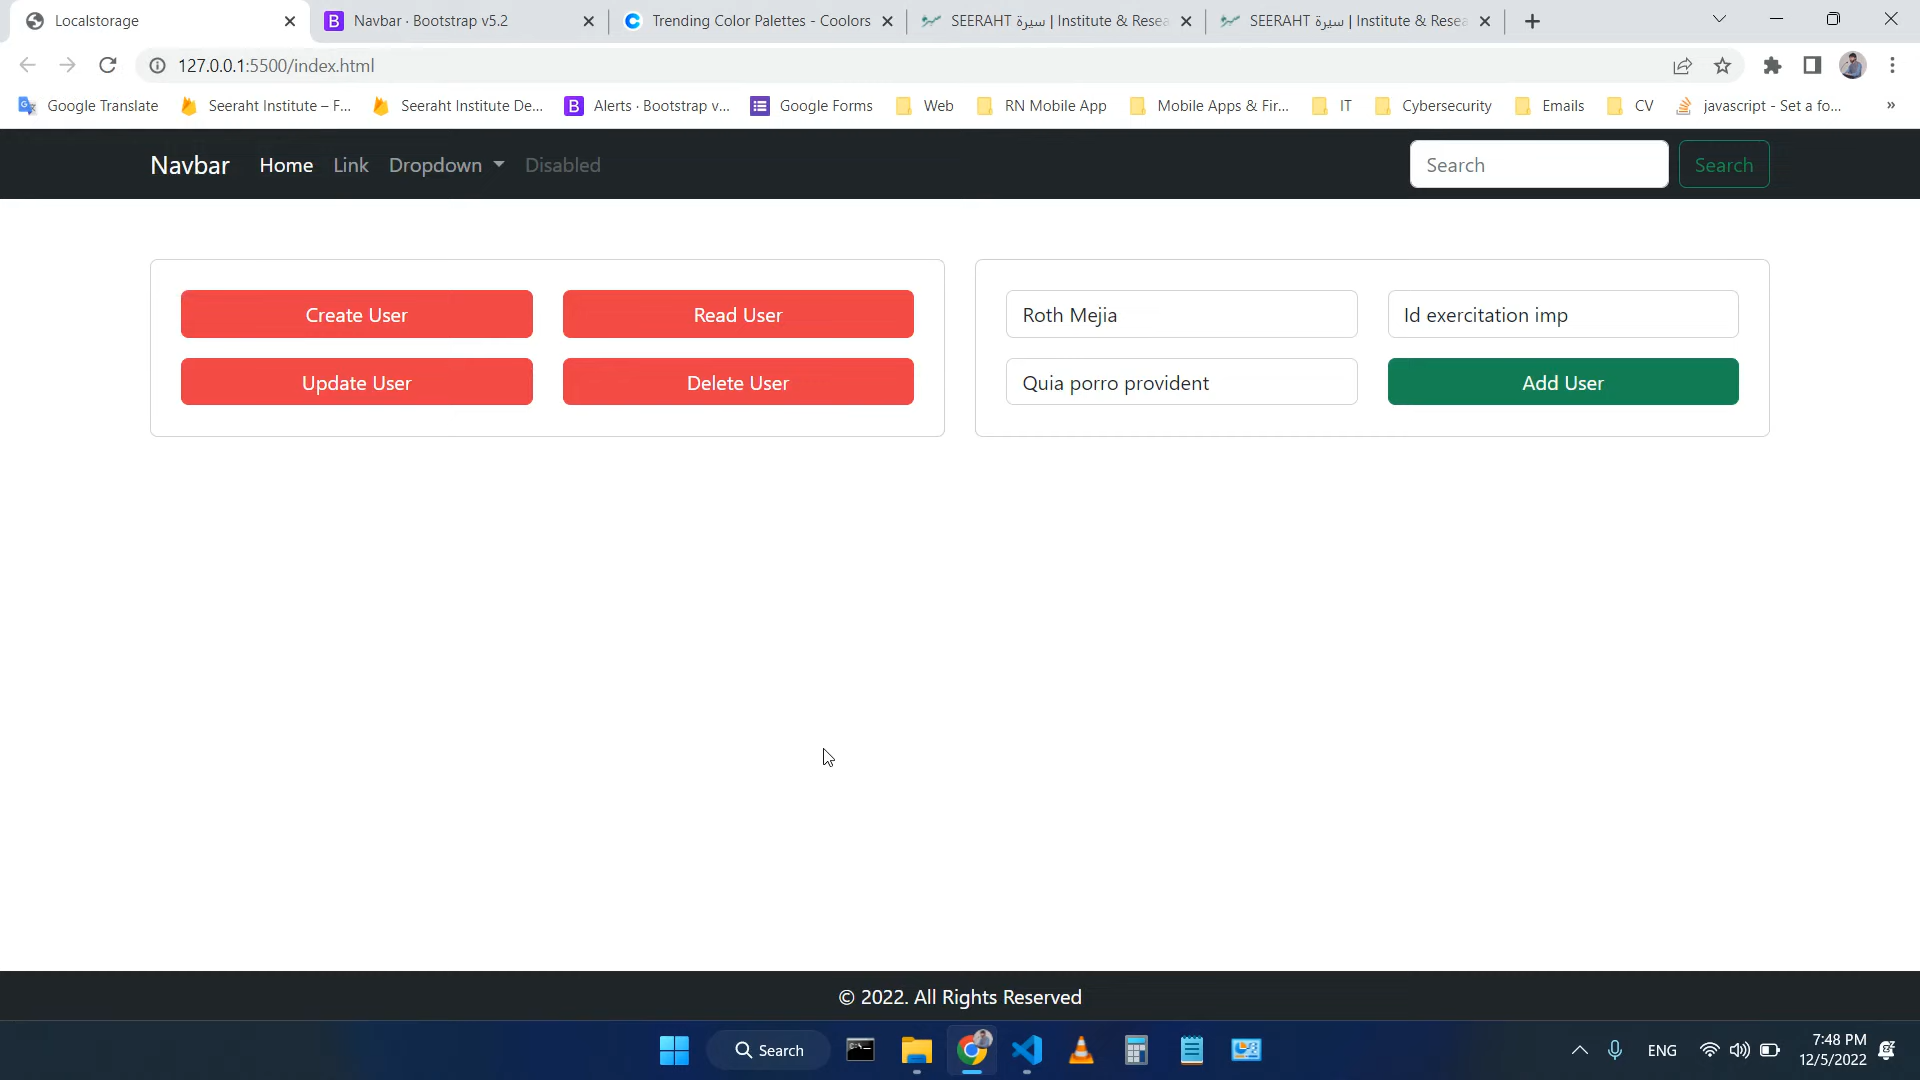 Localstorage
Navbar · Bootstrap v5.2
Trending Color Palettes - Coolors
SEERAHT سيرة | Institute & Resea
SEERAHT سيرة | Institute & Resea
127.0.0.1:5500/index.html
Google Translate
Seeraht Institute – F...
Seeraht Institute De...
Alerts · Bootstrap v...
Google Forms
Web
RN Mobile App
Mobile Apps & Fir...
IT
Cybersecurity
Emails
CV
javascript - Set a fo...
»
Navbar
Home
Link
Dropdown
Disabled
Search
Search
Create User
Read User
Update User
Delete User
Roth Mejia
Id exercitation imp
Quia porro provident
Add User
© 2022. All Rights Reserved
Search
ENG
7:48 PM
12/5/2022